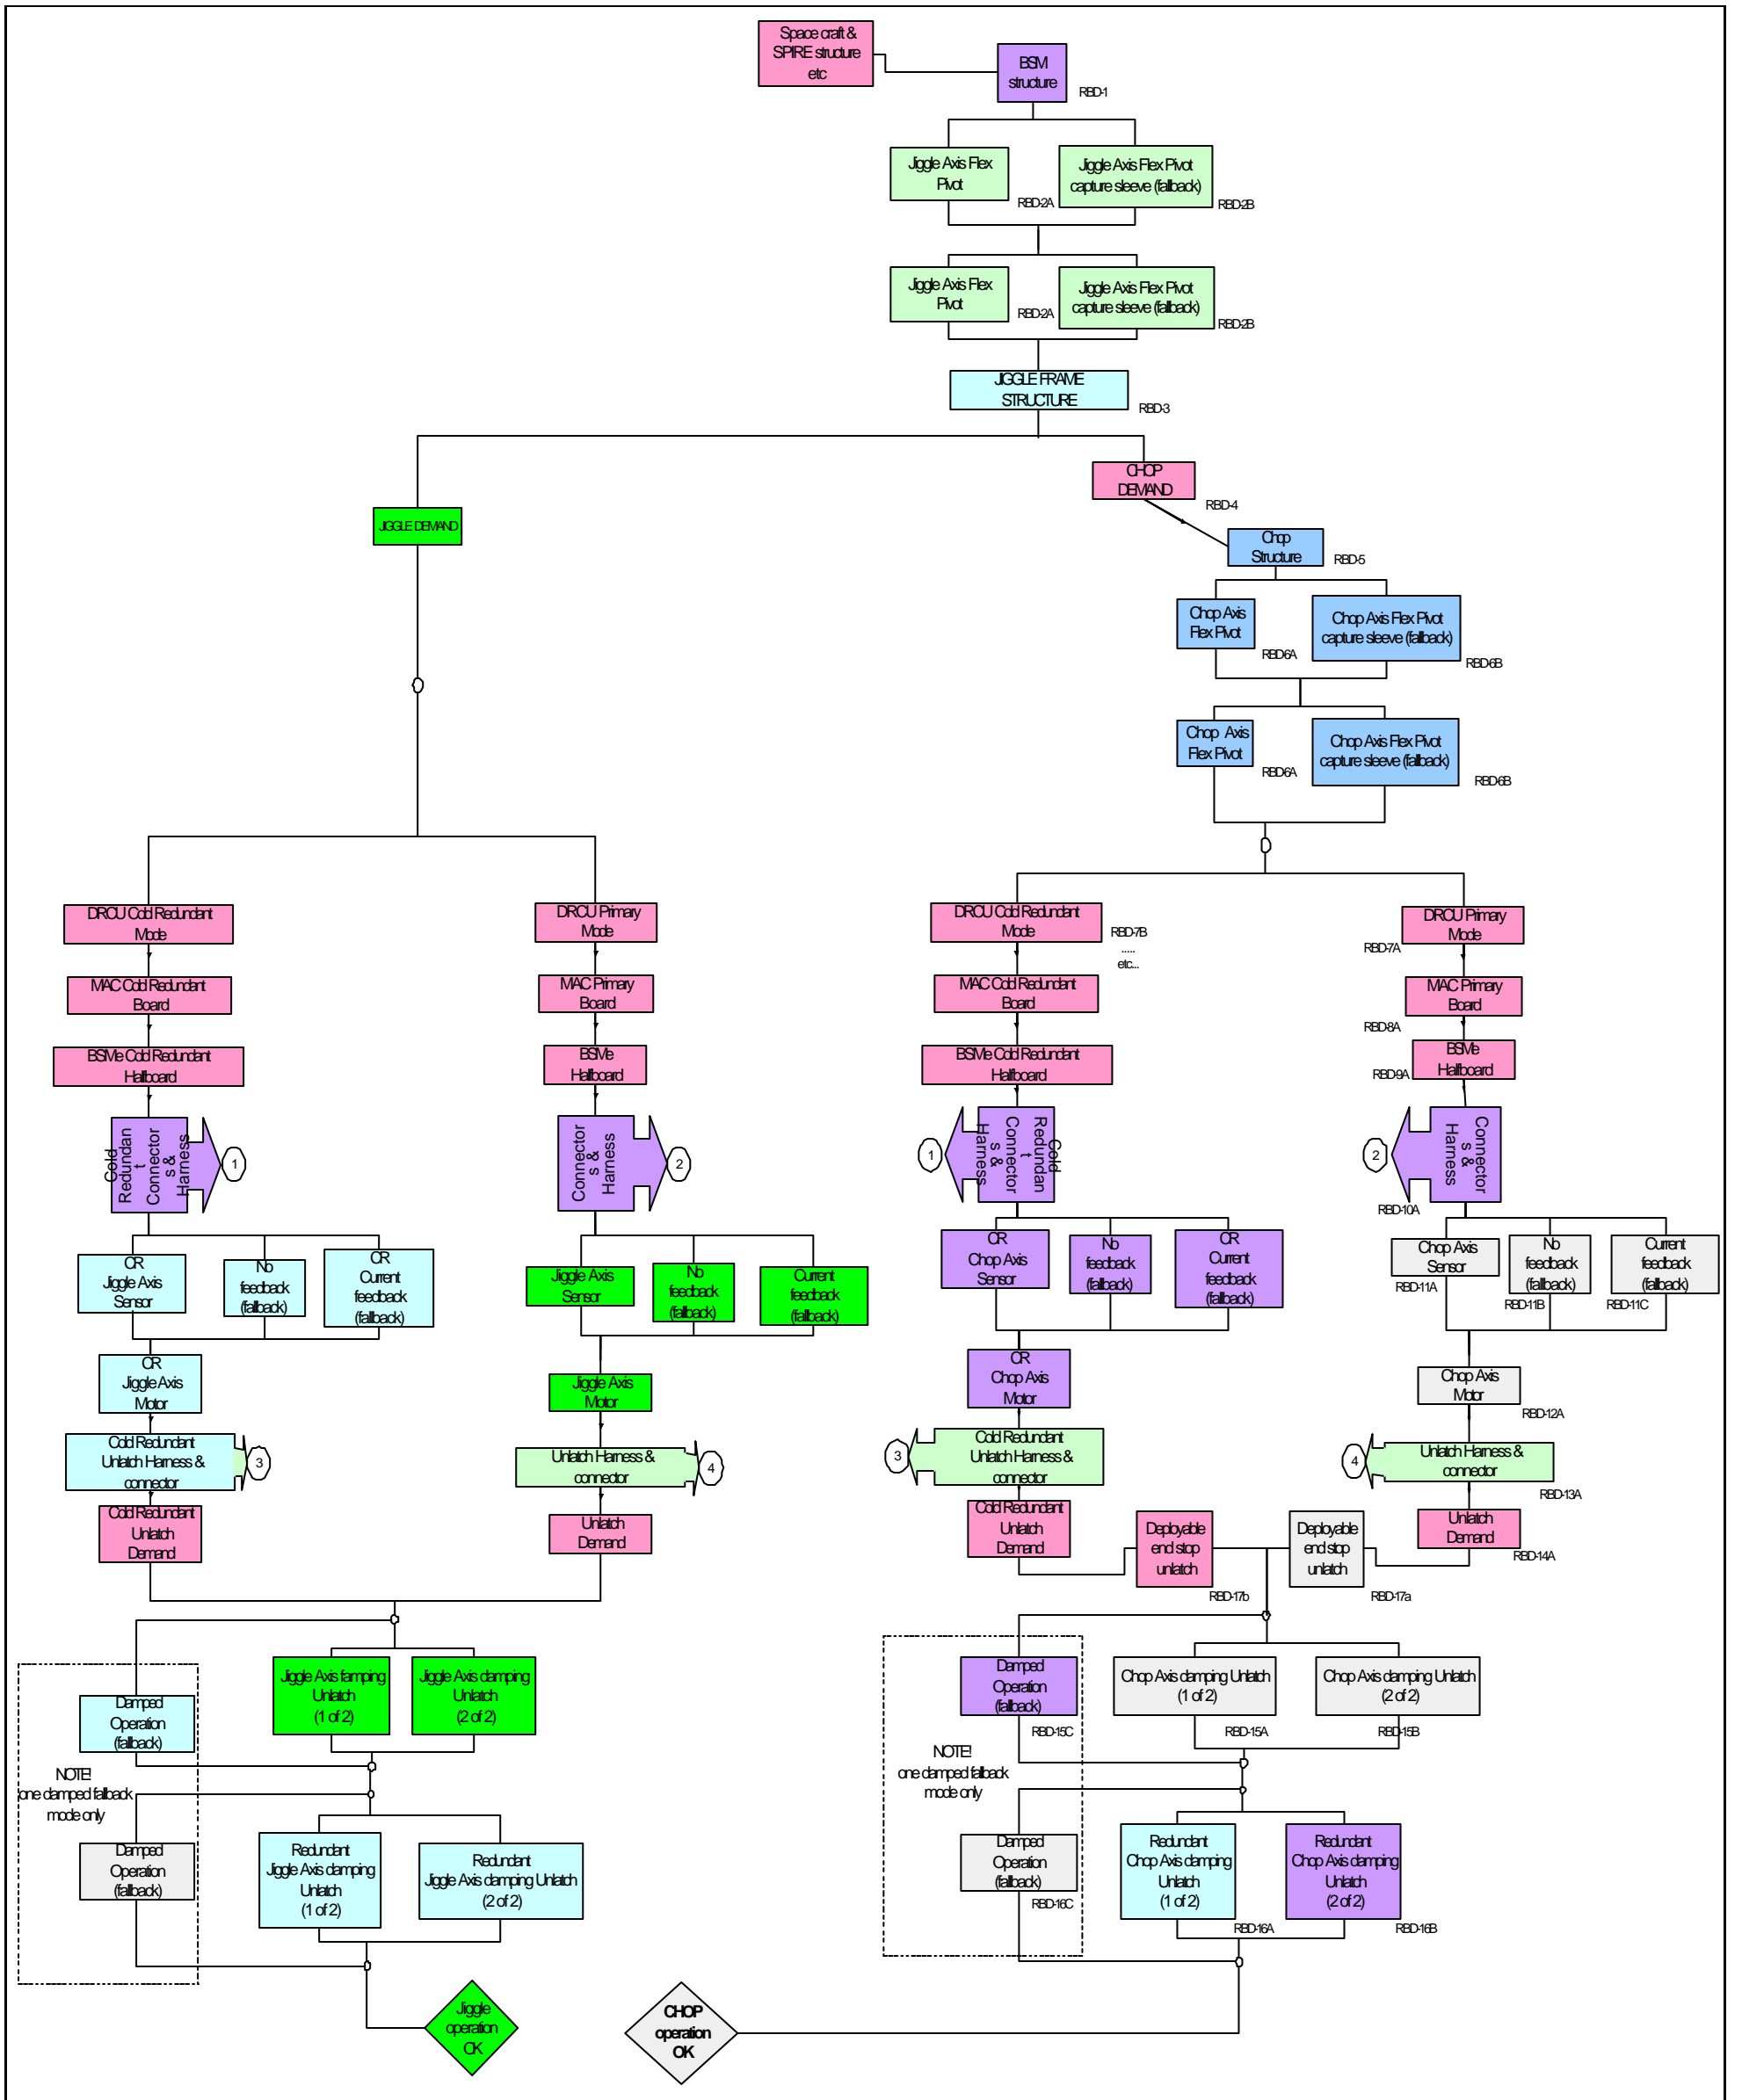 Space craft &
SPIRE structure
etc
BSM
structure
RBD-1
Jiggle Axis Flex
Pivot
RBD-2A
Jiggle Axis Flex Pivot
capture sleeve (fallback)
RBD-2B
Jiggle Axis Flex
Pivot
RBD-2A
Jiggle Axis Flex Pivot
capture sleeve (fallback)
RBD-2B
JIGGLE FRAME
STRUCTURE
RBD-3
CHOP
DEMAND
RBD-4
JIGGLE DEMAND
Chop
Structure
RBD-5
Chop Axis
Flex Pivot
RBD6A
Chop Axis Flex Pivot
capture sleeve (fallback)
RBD6B
Chop Axis
Flex Pivot
RBD6A
Chop Axis Flex Pivot
capture sleeve (fallback)
RBD6B
DRCU Cold Redundant
Mode
MAC Cold Redundant
Board
BSMe Cold Redundant
Halfboard
Cold
Redundan
t
Connector
s &
Harness
1
CR
Jiggle Axis
Sensor
No
feedback
(fallback)
CR
Current
feedback
(fallback)
CR
Jiggle Axis
Motor
Cold Redundant
Unlatch Harness &
connector
3
Cold Redundant
Unlatch
Demand
DRCU Primary
Mode
MAC Primary
Board
BSMe
Halfboard
Connector
s &
Harness
2
Jiggle Axis
Sensor
No
feedback
(fallback)
Current
feedback
(fallback)
Jiggle Axis
Motor
Unlatch Harness &
connector
4
Unlatch
Demand
DRCU Cold Redundant
Mode
RBD-7B
.....
etc...
MAC Cold Redundant
Board
BSMe Cold Redundant
Halfboard
1
Cold
Redundan
t
Connector
s &
Harness
CR
Chop Axis
Sensor
No
feedback
(fallback)
CR
Current
feedback
(fallback)
CR
Chop Axis
Motor
3
Cold Redundant
Unlatch Harness &
connector
Cold Redundant
Unlatch
Demand
DRCU Primary
Mode
RBD-7A
MAC Primary
Board
RBD-8A
BSMe
Halfboard
RBD-9A
2
Connector
s &
Harness
RBD-10A
Chop Axis
Sensor
RBD-11A
No
feedback
(fallback)
RBD-11B
Current
feedback
(fallback)
RBD-11C
Chop Axis
Motor
RBD-12A
4
Unlatch Harness &
connector
RBD-13A
Unlatch
Demand
RBD-14A
Deployable
end stop
unlatch
RBD-17b
Deployable
end stop
unlatch
RBD-17a
Damped
Operation
(fallback)
Jiggle Axis famping
Unlatch
(1 of 2)
Jiggle Axis damping
Unlatch
(2 of 2)
NOTE!
one damped fallback
mode only
Damped
Operation
(fallback)
Redundant
Jiggle Axis damping
Unlatch
(1 of 2)
Redundant
Jiggle Axis damping Unlatch
(2 of 2)
Jiggle
operation
OK
Damped
Operation
(fallback)
RBD-15C
Chop Axis damping Unlatch
(1 of 2)
RBD-15A
Chop Axis damping Unlatch
(2 of 2)
RBD-15B
NOTE!
one damped fallback
mode only
Damped
Operation
(fallback)
RBD-16C
Redundant
Chop Axis damping
Unlatch
(1 of 2)
RBD-16A
Redundant
Chop Axis damping
Unlatch
(2 of 2)
RBD-16B
CHOP
operation
OK